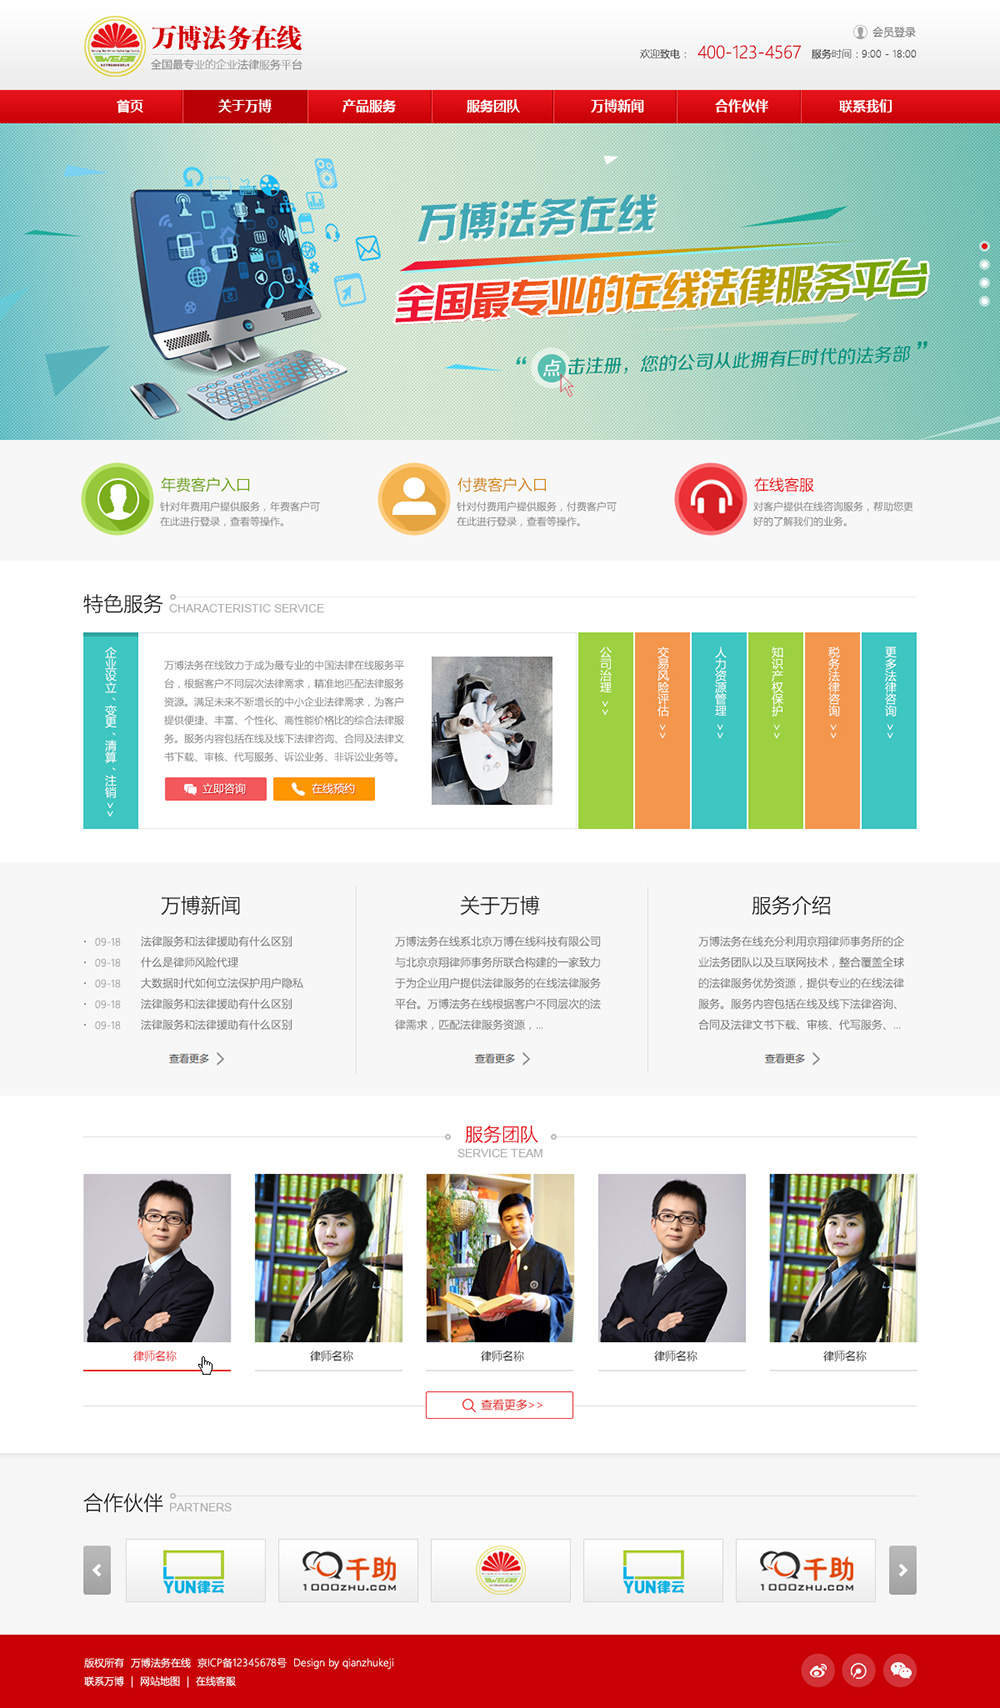 万博法务在线
全国最专业的企业法律服务平台
会员登录
欢迎致电： 400-123-4567 服务时间：9:00 - 18:00
首页 关于万博 产品服务 服务团队 万博新闻 合作伙伴 联系我们
万博法务在线
全国最专业的在线法律服务平台
“ 点击注册，您的公司从此拥有E时代的法务部 ”
年费客户入口
针对年费用户提供服务，年费客户可
在此进行登录，查看等操作。
付费客户入口
针对付费用户提供服务，付费客户可
在此进行登录，查看等操作。
在线客服
对客户提供在线咨询服务，帮助您更
好的了解我们的业务。
特色服务 CHARACTERISTIC SERVICE
企业设立、变更、清算、注销 >>
万博法务在线致力于成为最专业的中国法律在线服务平
台，根据客户不同层次法律需求，精准地匹配法律服务
资源。满足未来不断增长的中小企业法律需求，为客户
提供便捷、丰富、个性化、高性能价格比的综合法律服
务。服务内容包括在线及线下法律咨询、合同及法律文
书下载、审核、代写服务、诉讼业务、非诉讼业务等。
立即咨询 在线预约
公司治理 >>
交易风险评估 >>
人力资源管理 >>
知识产权保护 >>
税务法律咨询 >>
更多法律咨询 >>
万博新闻
· 09-18 法律服务和法律援助有什么区别
· 09-18 什么是律师风险代理
· 09-18 大数据时代如何立法保护用户隐私
· 09-18 法律服务和法律援助有什么区别
· 09-18 法律服务和法律援助有什么区别
查看更多
关于万博
万博法务在线系北京万博在线科技有限公司
与北京京翔律师事务所联合构建的一家致力
于为企业用户提供法律服务的在线法律服务
平台。万博法务在线根据客户不同层次的法
律需求，匹配法律服务资源，...
查看更多
服务介绍
万博法务在线充分利用京翔律师事务所的企
业法务团队以及互联网技术，整合覆盖全球
的法律服务优势资源，提供专业的在线法律
服务。服务内容包括在线及线下法律咨询、
合同及法律文书下载、审核、代写服务、...
查看更多
服务团队
SERVICE TEAM
律师名称 律师名称 律师名称 律师名称 律师名称
查看更多>>
合作伙伴 PARTNERS
YUN律云
千助
1000ZHU.COM
YUN律云
千助
1000ZHU.COM
版权所有 万博法务在线 京ICP备12345678号 Design by qianzhukeji
联系万博 | 网站地图 | 在线客服